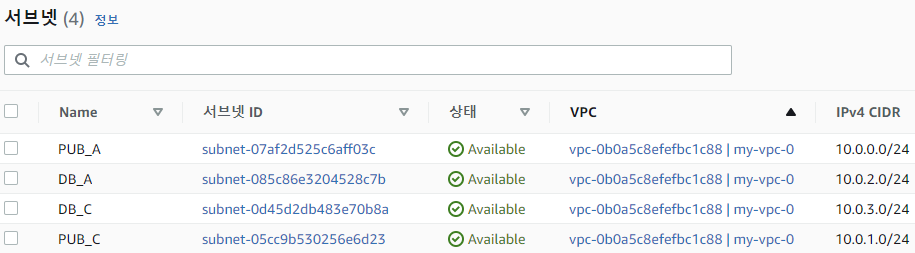 서브넷 (4) 정보
서브넷 필터링
Name 서브넷 ID 상태 VPC IPv4 CIDR
PUB_A subnet-07af2d525c6aff03c Available vpc-0b0a5c8efefbc1c88 | my-vpc-0 10.0.0.0/24
DB_A subnet-085c86e3204528c7b Available vpc-0b0a5c8efefbc1c88 | my-vpc-0 10.0.2.0/24
DB_C subnet-0d45d2db483e70b8a Available vpc-0b0a5c8efefbc1c88 | my-vpc-0 10.0.3.0/24
PUB_C subnet-05cc9b530256e6d23 Available vpc-0b0a5c8efefbc1c88 | my-vpc-0 10.0.1.0/24